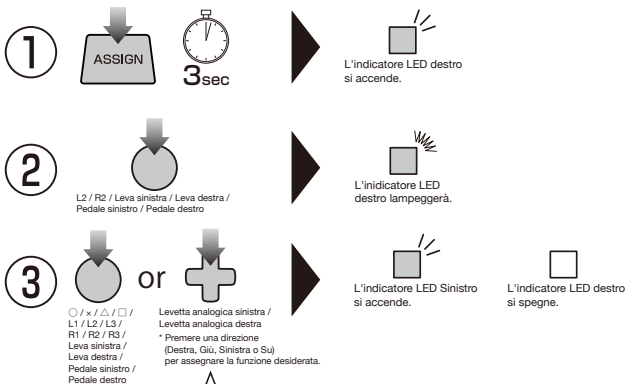 1
ASSIGN
3sec
L'indicatore LED destro
si accende.
2
L2 / R2 / Leva sinistra / Leva destra /
Pedale sinistro / Pedale destro
L'inidicatore LED
destro lampeggerà.
3
or
○ / × / △ / □ /
L1 / L2 / L3 /
R1 / R2 / R3 /
Leva sinistra /
Leva destra /
Pedale sinistro /
Pedale destro
Levetta analogica sinistra /
Levetta analogica destra
* Premere una direzione
(Destra, Giù, Sinistra o Su)
per assegnare la funzione desiderata.
L'indicatore LED Sinistro
si accende.
L'indicatore LED destro
si spegne.